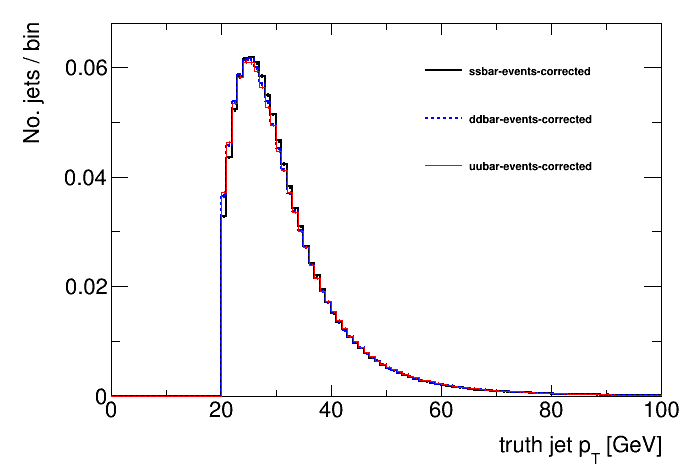 No. jets / bin
0.06
0.04
0.02
0
ssbar-events-corrected
ddbar-events-corrected
uubar-events-corrected
0 20 40 60 80 100
truth jet p_T [GeV]